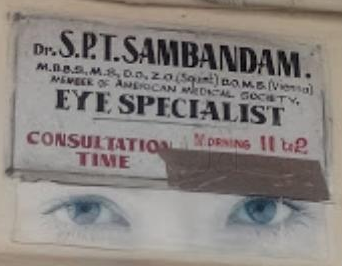 Dr. S.P.T. SAMBANDAM.
M.B.B.S., M.S., D.O., Z.O. (Squint) D.O.M.S. (Vienna)
MEMBER OF AMERICAN MEDICAL SOCIETY,
EYE SPECIALIST
CONSULTATION MORNING 11 to 2
TIME